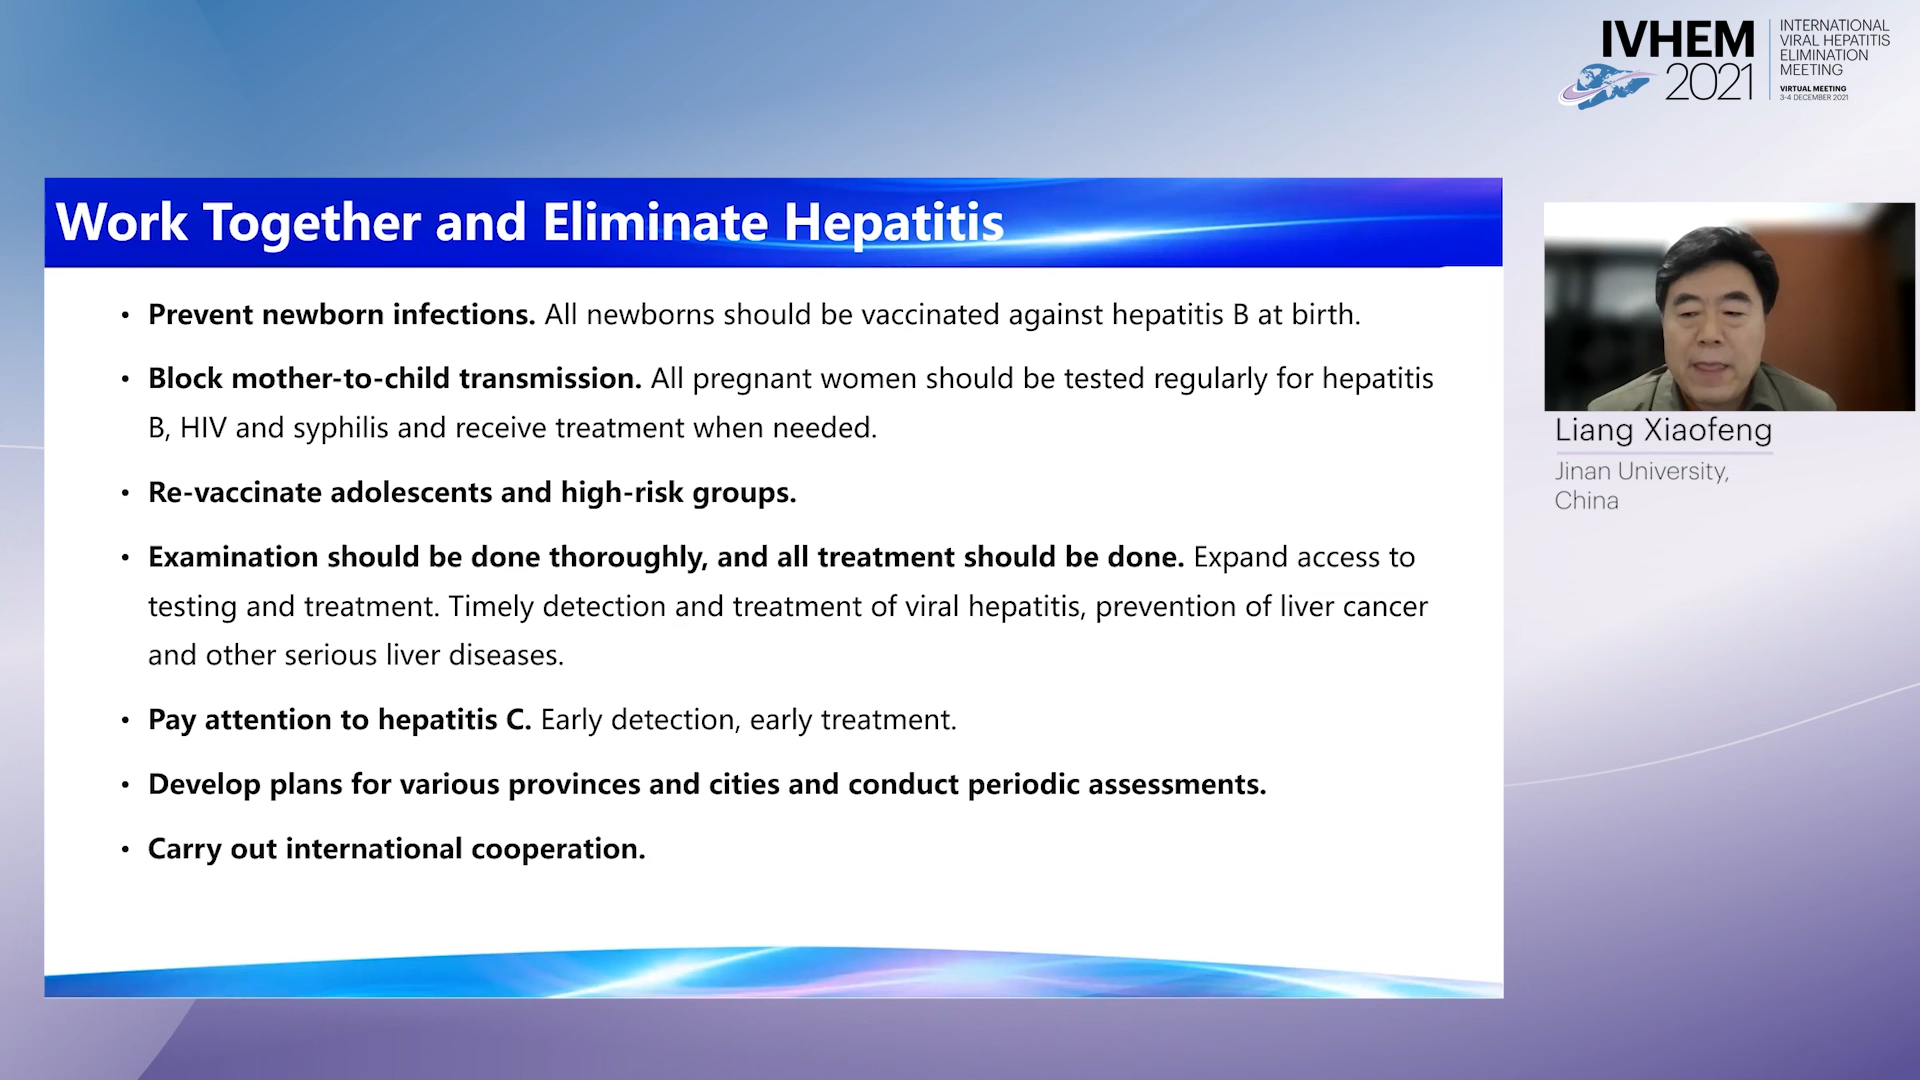 IVHEM
2021
INTERNATIONAL
VIRAL HEPATITIS
ELIMINATION
MEETING
VIRTUAL MEETING
3-4 DECEMBER 2021
Work Together and Eliminate Hepatitis
• Prevent newborn infections. All newborns should be vaccinated against hepatitis B at birth.
• Block mother-to-child transmission. All pregnant women should be tested regularly for hepatitis
B, HIV and syphilis and receive treatment when needed.
• Re-vaccinate adolescents and high-risk groups.
• Examination should be done thoroughly, and all treatment should be done. Expand access to
testing and treatment. Timely detection and treatment of viral hepatitis, prevention of liver cancer
and other serious liver diseases.
• Pay attention to hepatitis C. Early detection, early treatment.
• Develop plans for various provinces and cities and conduct periodic assessments.
• Carry out international cooperation.
Liang Xiaofeng
Jinan University,
China